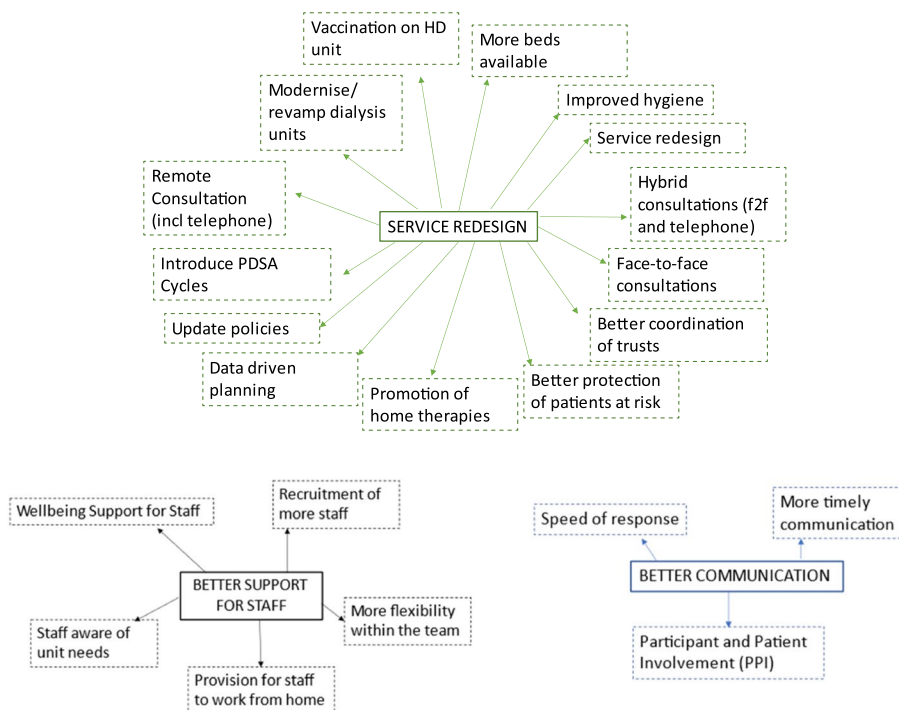 Vaccination on HD
unit
More beds
available
Modernise/
revamp dialysis
units
Improved hygiene
Service redesign
Remote
Consultation
(incl telephone)
Hybrid
consultations (f2f
and telephone)
SERVICE REDESIGN
Introduce PDSA
Cycles
Face-to-face
consultations
Update policies
Better coordination
of trusts
Data driven
planning
Promotion of
home therapies
Better protection
of patients at risk
Wellbeing Support for Staff
Recruitment of
more staff
BETTER SUPPORT
FOR STAFF
Staff aware of
unit needs
More flexibility
within the team
Provision for staff
to work from home
Speed of response
More timely
communication
BETTER COMMUNICATION
Participant and Patient
Involvement (PPI)